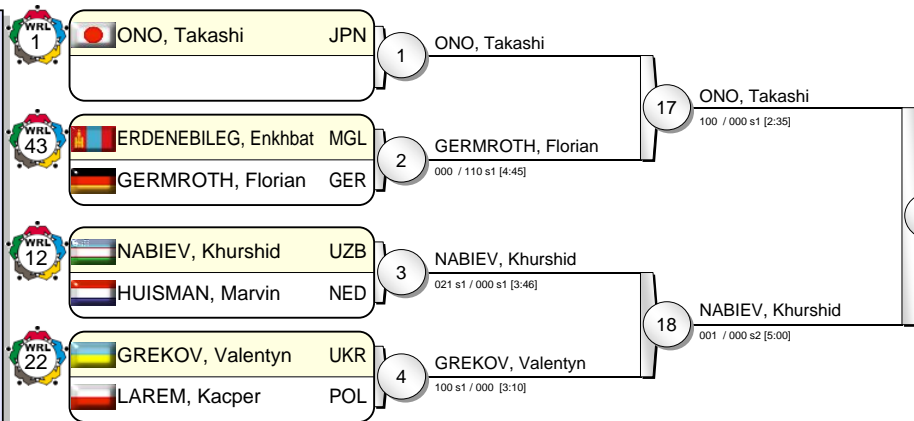 WRL
1
ONO, Takashi JPN
WRL
43
ERDENEBILEG, Enkhbat MGL
GERMROTH, Florian GER
WRL
12
NABIEV, Khurshid UZB
HUISMAN, Marvin NED
WRL
22
GREKOV, Valentyn UKR
LAREM, Kacper POL
1
ONO, Takashi
2
GERMROTH, Florian
000 / 110 s1 [4:45]
3
NABIEV, Khurshid
021 s1 / 000 s1 [3:46]
4
GREKOV, Valentyn
100 s1 / 000 [3:10]
17
ONO, Takashi
100 / 000 s1 [2:35]
18
NABIEV, Khurshid
001 / 000 s2 [5:00]